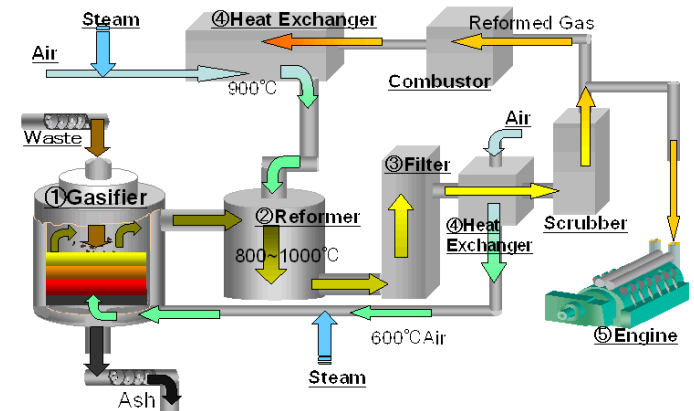 Steam
④Heat Exchanger
Reformed Gas
Air
900℃
Combustor
Waste
Air
①Gasifier
③Filter
②Reformer
④Heat
Exchanger
Scrubber
800~1000℃
600℃Air
⑤Engine
Steam
Ash